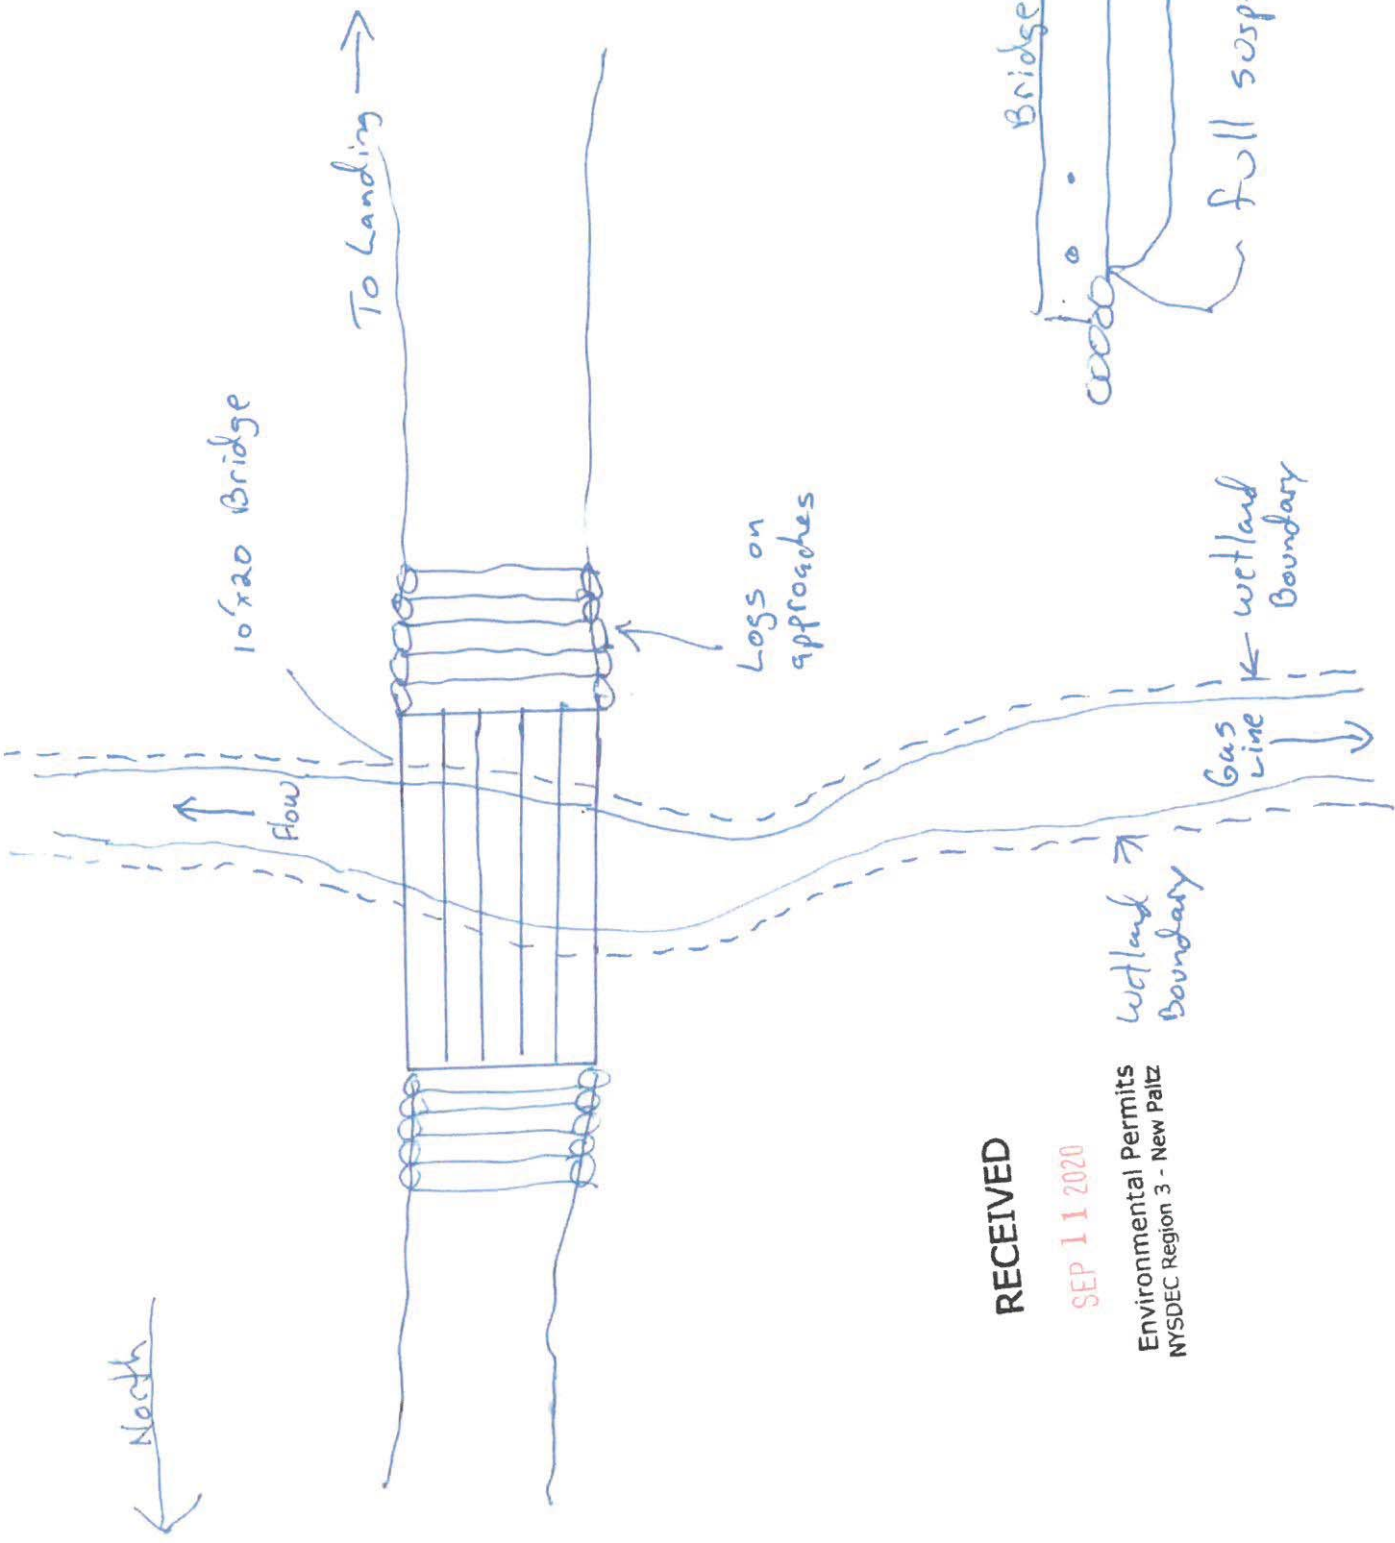 To Landing
10'x20 Bridge
North
Flow
Logs on
approaches
Bridge
full susp
Gas
Line
Wetland
Boundary
Wetland
Boundary
RECEIVED
SEP 11 2020
Environmental Permits
NYSDEC Region 3 - New Paltz